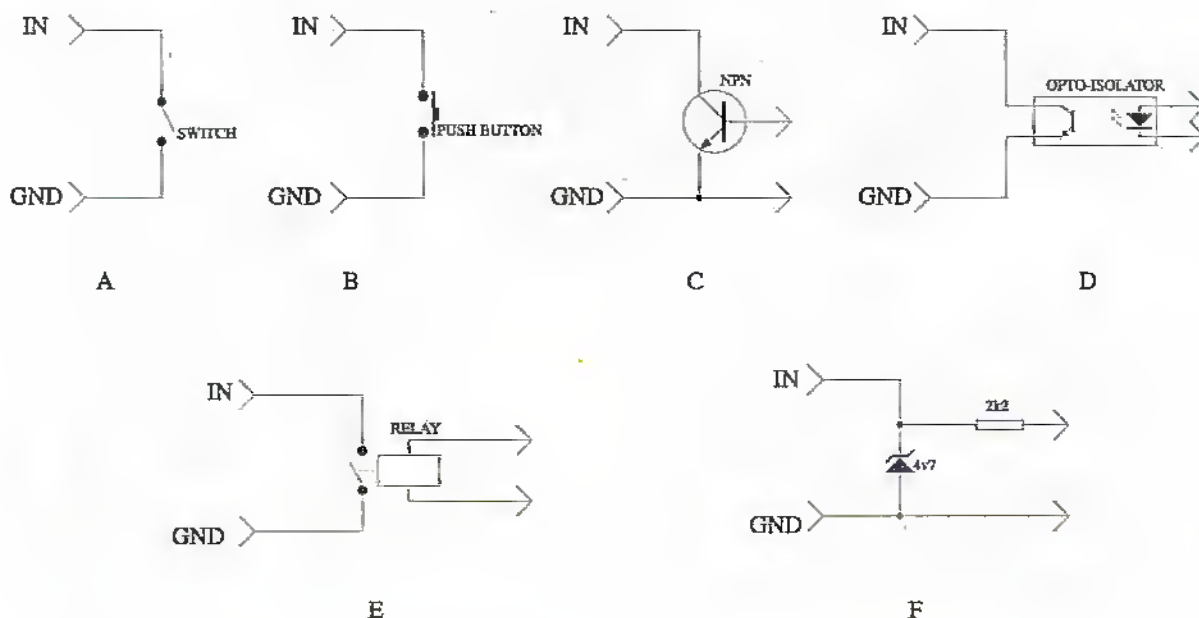 IN
IN
IN
IN
NPN
OPTO-ISOLATOR
SWITCH
PUSH BUTTON
GND
GND
GND
GND
A
B
C
D
IN
IN
RELAY
2k2
4v7
GND
GND
E
F